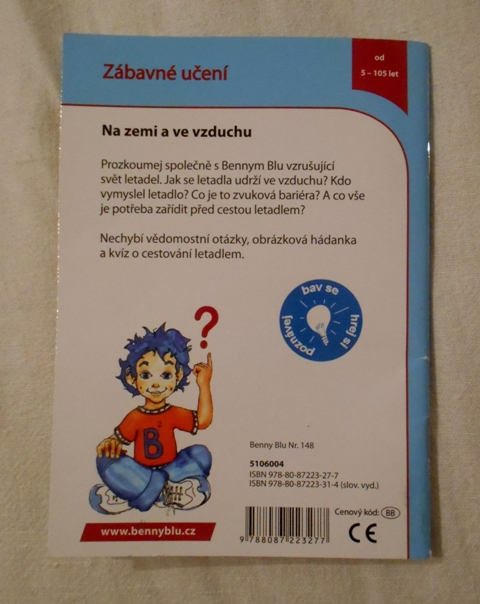 Zábavné učení
od
5 – 105 let
Na zemi a ve vzduchu
Prozkoumej společně s Bennym Blu vzrušující
svět letadel. Jak se letadla udrží ve vzduchu? Kdo
vymyslel letadlo? Co je to zvuková bariéra? A co vše
je potřeba zařídit před cestou letadlem?
Nechybí vědomostní otázky, obrázková hádanka
a kvíz o cestování letadlem.
bav se
hrej si
poznávej
?
B
Benny Blu Nr. 148
5106004
ISBN 978-80-87223-27-7
ISBN 978-80-87223-31-4 (slov. vyd.)
Cenový kód: BB
CE
9 788087 223277
www.bennyblu.cz